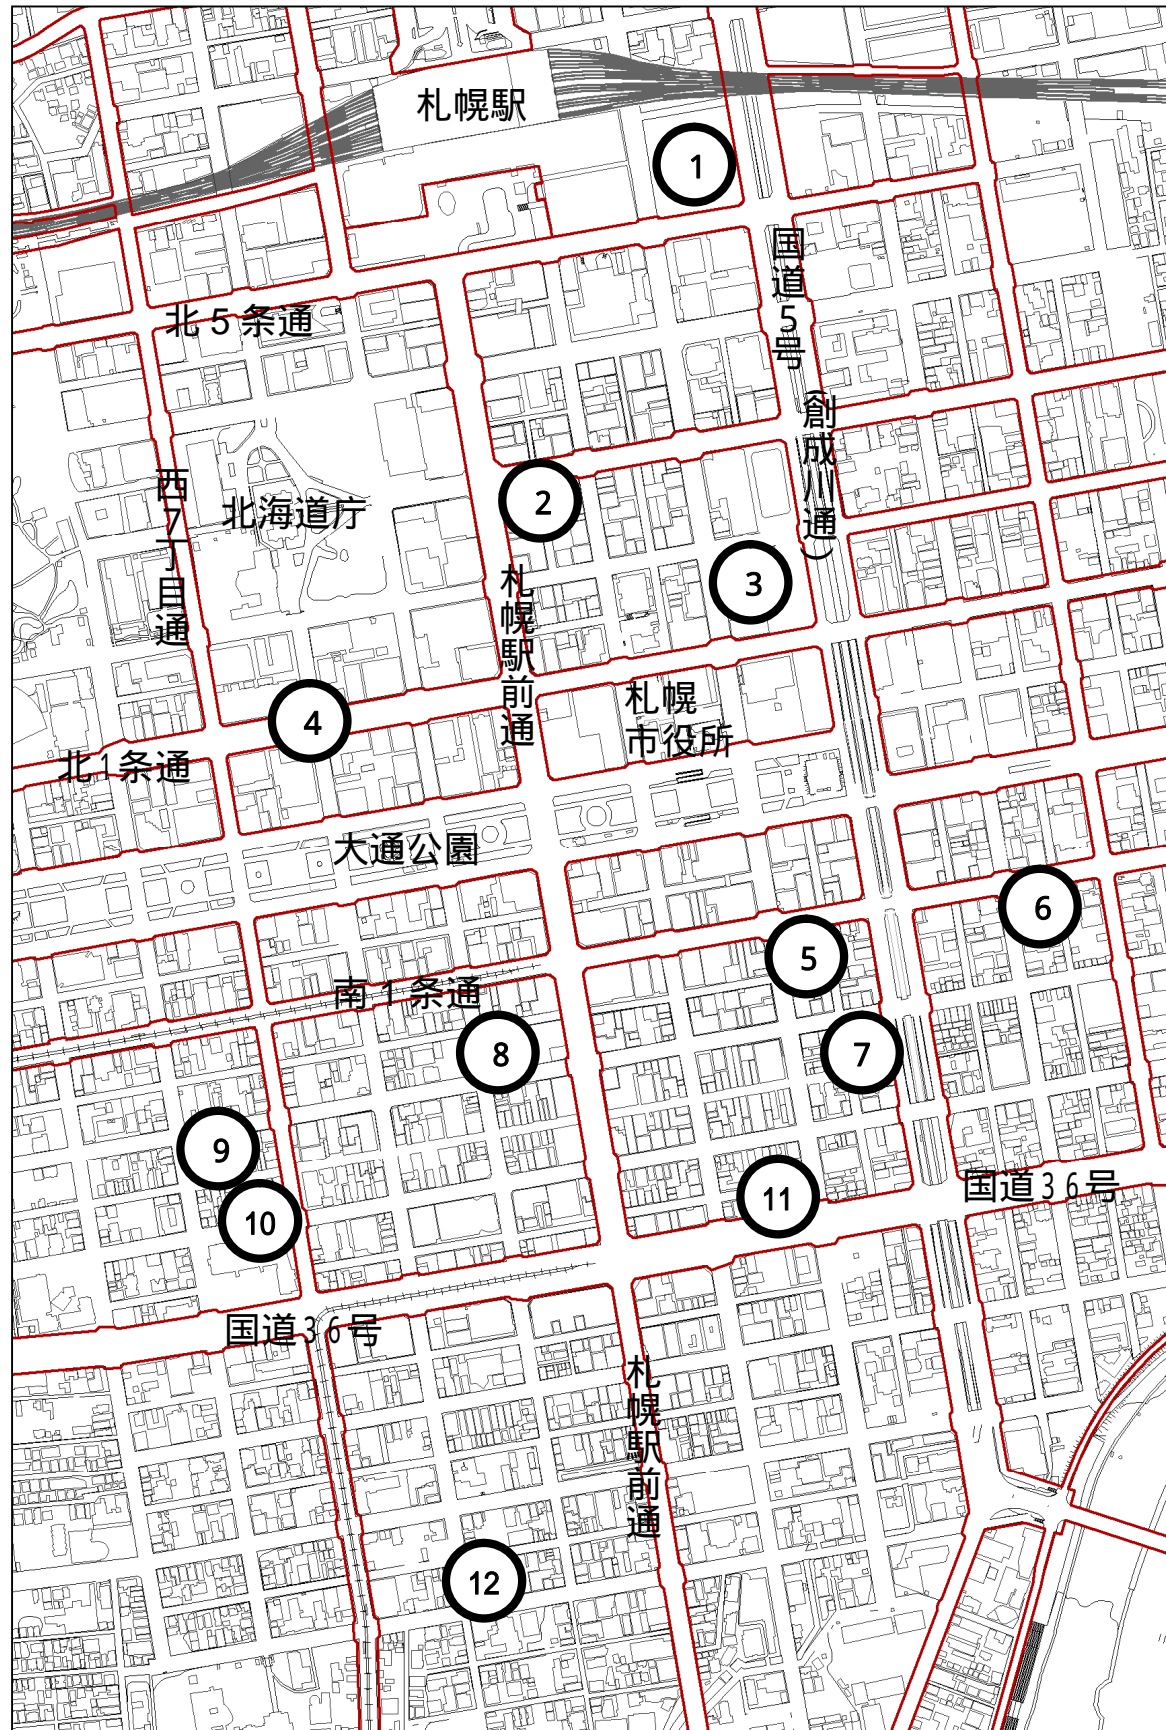 札幌駅
1
国道5号
(創成川通)
北5条通
西7丁目通
北海道庁
2
3
札幌駅前通
4
札幌
市役所
北1条通
大通公園
6
5
南1条通
8
7
9
10
11
国道36号
国道36号
札幌駅前通
12